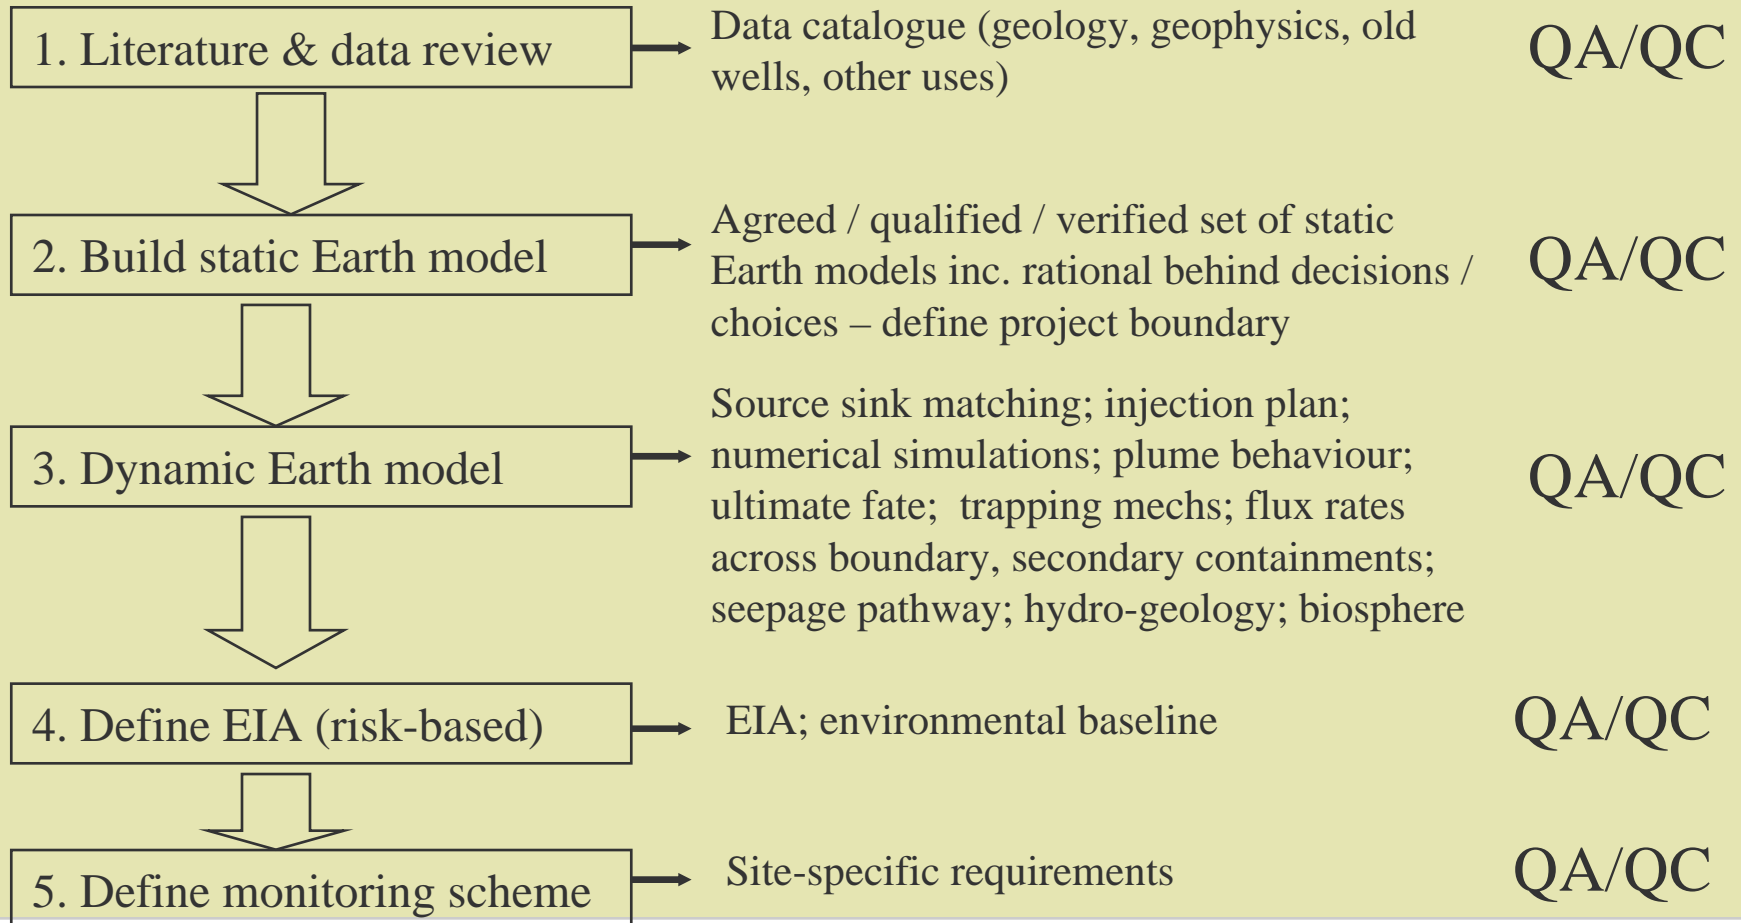 1. Literature & data review
Data catalogue (geology, geophysics, old
wells, other uses)
QA/QC
2. Build static Earth model
Agreed / qualified / verified set of static
Earth models inc. rational behind decisions /
choices – define project boundary
QA/QC
3. Dynamic Earth model
Source sink matching; injection plan;
numerical simulations; plume behaviour;
ultimate fate; trapping mechs; flux rates
across boundary, secondary containments;
seepage pathway; hydro-geology; biosphere
QA/QC
4. Define EIA (risk-based)
EIA; environmental baseline
QA/QC
5. Define monitoring scheme
Site-specific requirements
QA/QC